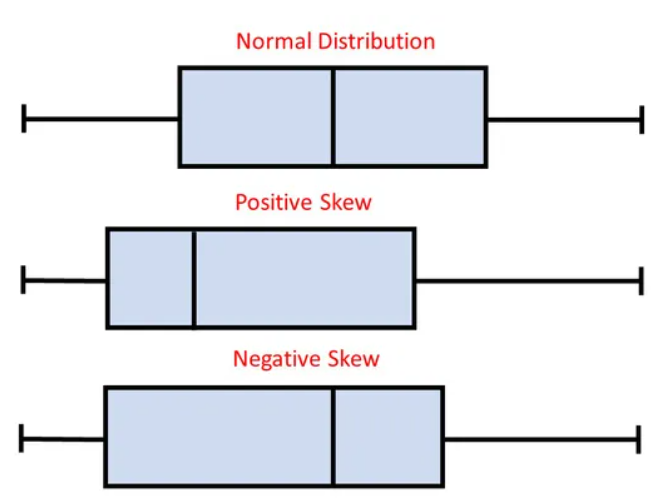 Normal Distribution
Positive Skew
Negative Skew